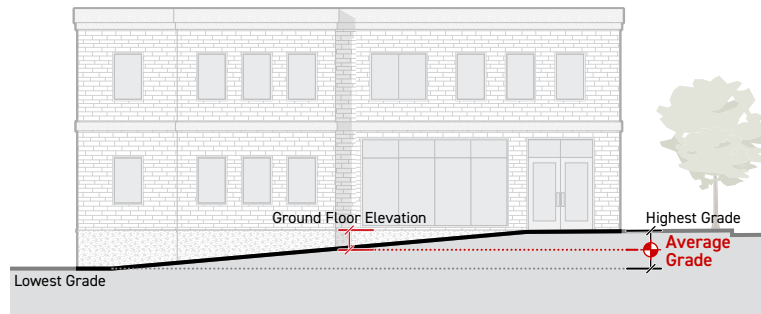 Ground Floor Elevation
Highest Grade
Average
Grade
Lowest Grade